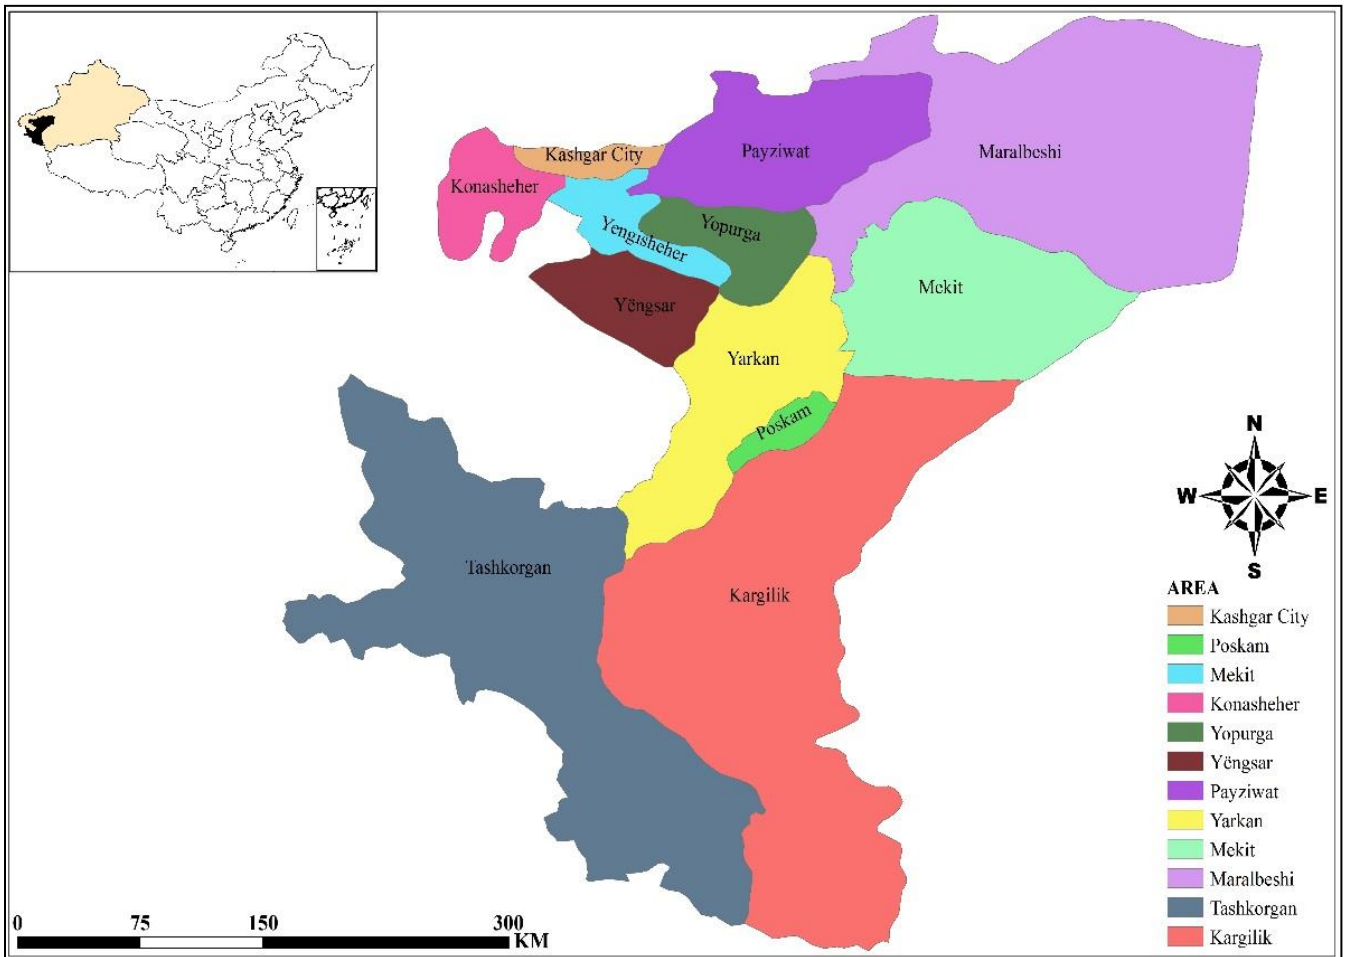 Kashgar City
Payziwat
Maralbeshi
Konasheher
Yopurga
Yengisheher
Mekit
Yëngsar
Yarkan
Poskam
Tashkorgan
Kargilik
N
W
E
S
AREA
Kashgar City
Poskam
Mekit
Konasheher
Yopurga
Yëngsar
Payziwat
Yarkan
Mekit
Maralbeshi
Tashkorgan
Kargilik
0 75 150 300
KM